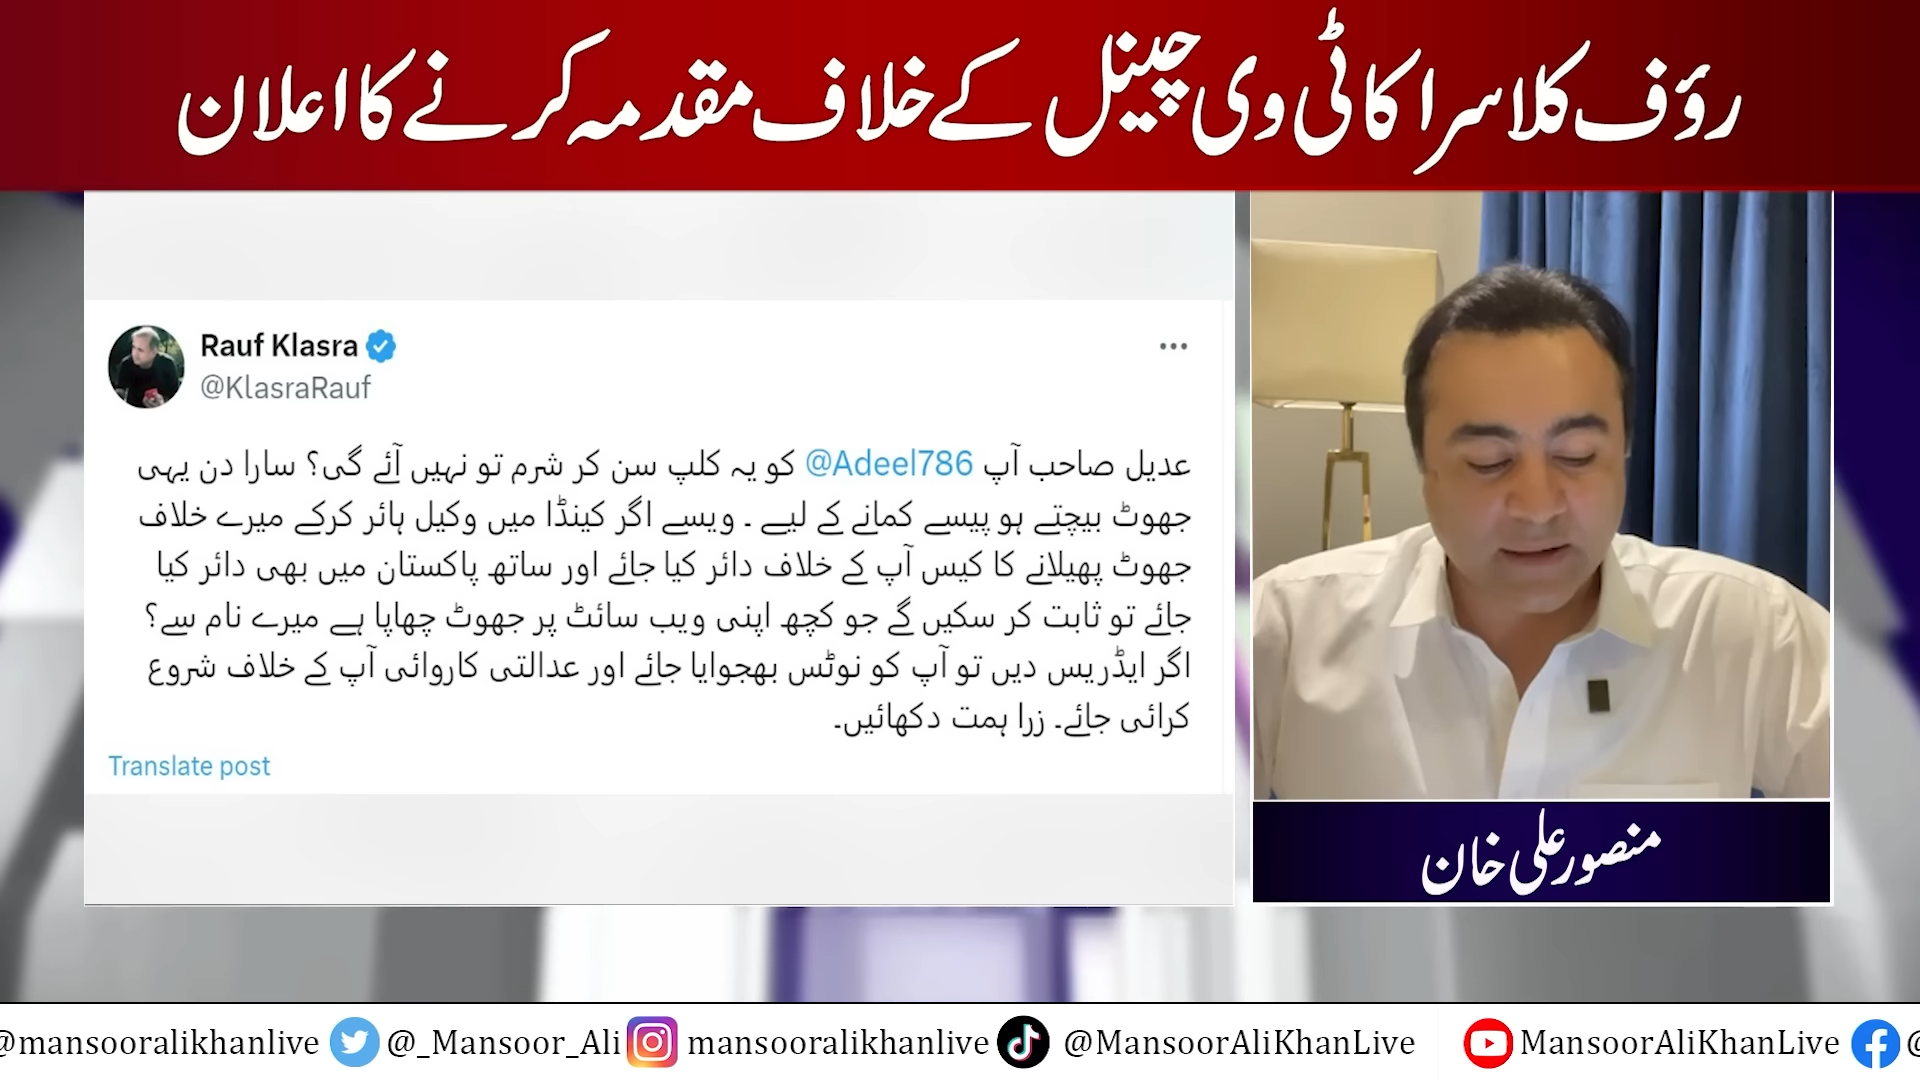 رؤف کلاسرا کا ٹی وی چینل کے خلاف مقدمہ کرنے کا اعلان
Rauf Klasra
@KlasraRauf
عدیل صاحب آپ @Adeel786 کو یہ کلپ سن کر شرم تو نہیں آئے گی؟ سارا دن یہی
جھوٹ بیچتے ہو پیسے کمانے کے لیے ۔ ویسے اگر کینڈا میں وکیل ہائر کرکے میرے خلاف
جھوٹ پھیلانے کا کیس آپ کے خلاف دائر کیا جائے اور ساتھ پاکستان میں بھی دائر کیا
جائے تو ثابت کر سکیں گے جو کچھ اپنی ویب سائٹ پر جھوٹ چھاپا ہے میرے نام سے؟
اگر ایڈریس دیں تو آپ کو نوٹس بھجوایا جائے اور عدالتی کاروائی آپ کے خلاف شروع
کرائی جائے۔ زرا ہمت دکھائیں۔
Translate post
منصور علی خان
@mansooralikhanlive @_Mansoor_Ali mansooralikhanlive @MansoorAliKhanLive MansoorAliKhanLive @